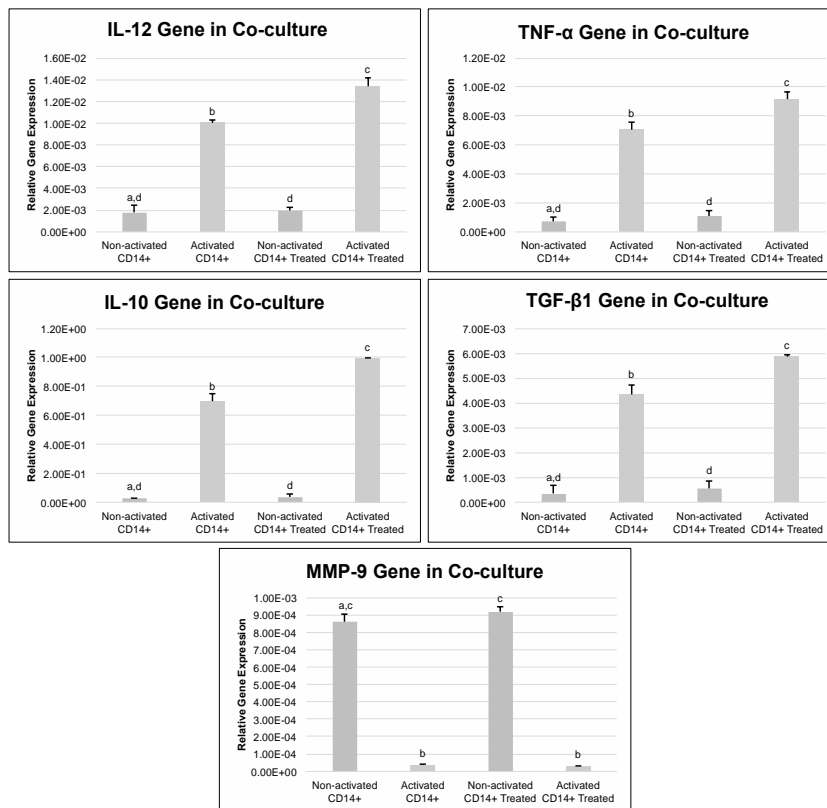 IL-12 Gene in Co-culture
Relative Gene Expression
1.60E-02
1.40E-02
1.20E-02
1.00E-02
8.00E-03
6.00E-03
4.00E-03
2.00E-03
0.00E+00
a,d
b
d
c
Non-activated CD14+
Activated CD14+
Non-activated CD14+ Treated
Activated CD14+ Treated
TNF-α Gene in Co-culture
Relative Gene Expression
1.20E-02
1.00E-02
8.00E-03
6.00E-03
4.00E-03
2.00E-03
0.00E+00
a,d
b
d
c
Non-activated CD14+
Activated CD14+
Non-activated CD14+ Treated
Activated CD14+ Treated
IL-10 Gene in Co-culture
Relative Gene Expression
1.20E+00
1.00E+00
8.00E-01
6.00E-01
4.00E-01
2.00E-01
0.00E+00
a,d
b
d
c
Non-activated CD14+
Activated CD14+
Non-activated CD14+ Treated
Activated CD14+ Treated
TGF-β1 Gene in Co-culture
Relative Gene Expression
7.00E-03
6.00E-03
5.00E-03
4.00E-03
3.00E-03
2.00E-03
1.00E-03
0.00E+00
a,d
b
d
c
Non-activated CD14+
Activated CD14+
Non-activated CD14+ Treated
Activated CD14+ Treated
MMP-9 Gene in Co-culture
Relative Gene Expression
1.00E-03
9.00E-04
8.00E-04
7.00E-04
6.00E-04
5.00E-04
4.00E-04
3.00E-04
2.00E-04
1.00E-04
0.00E+00
a,c
b
c
b
Non-activated CD14+
Activated CD14+
Non-activated CD14+ Treated
Activated CD14+ Treated